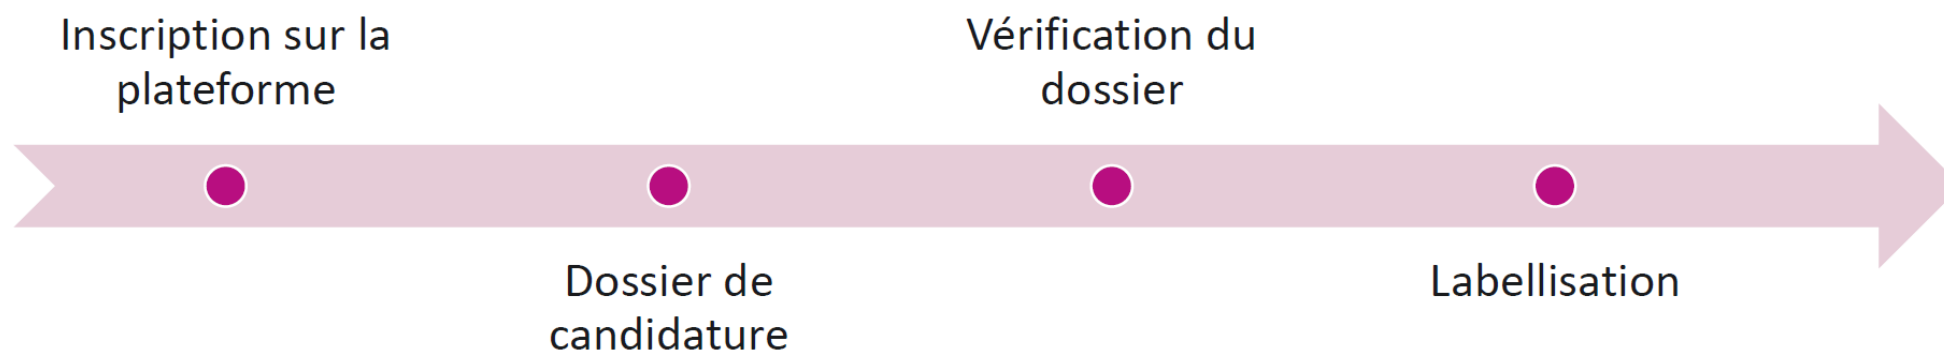 Inscription sur la
plateforme
Dossier de
candidature
Vérification du
dossier
Labellisation